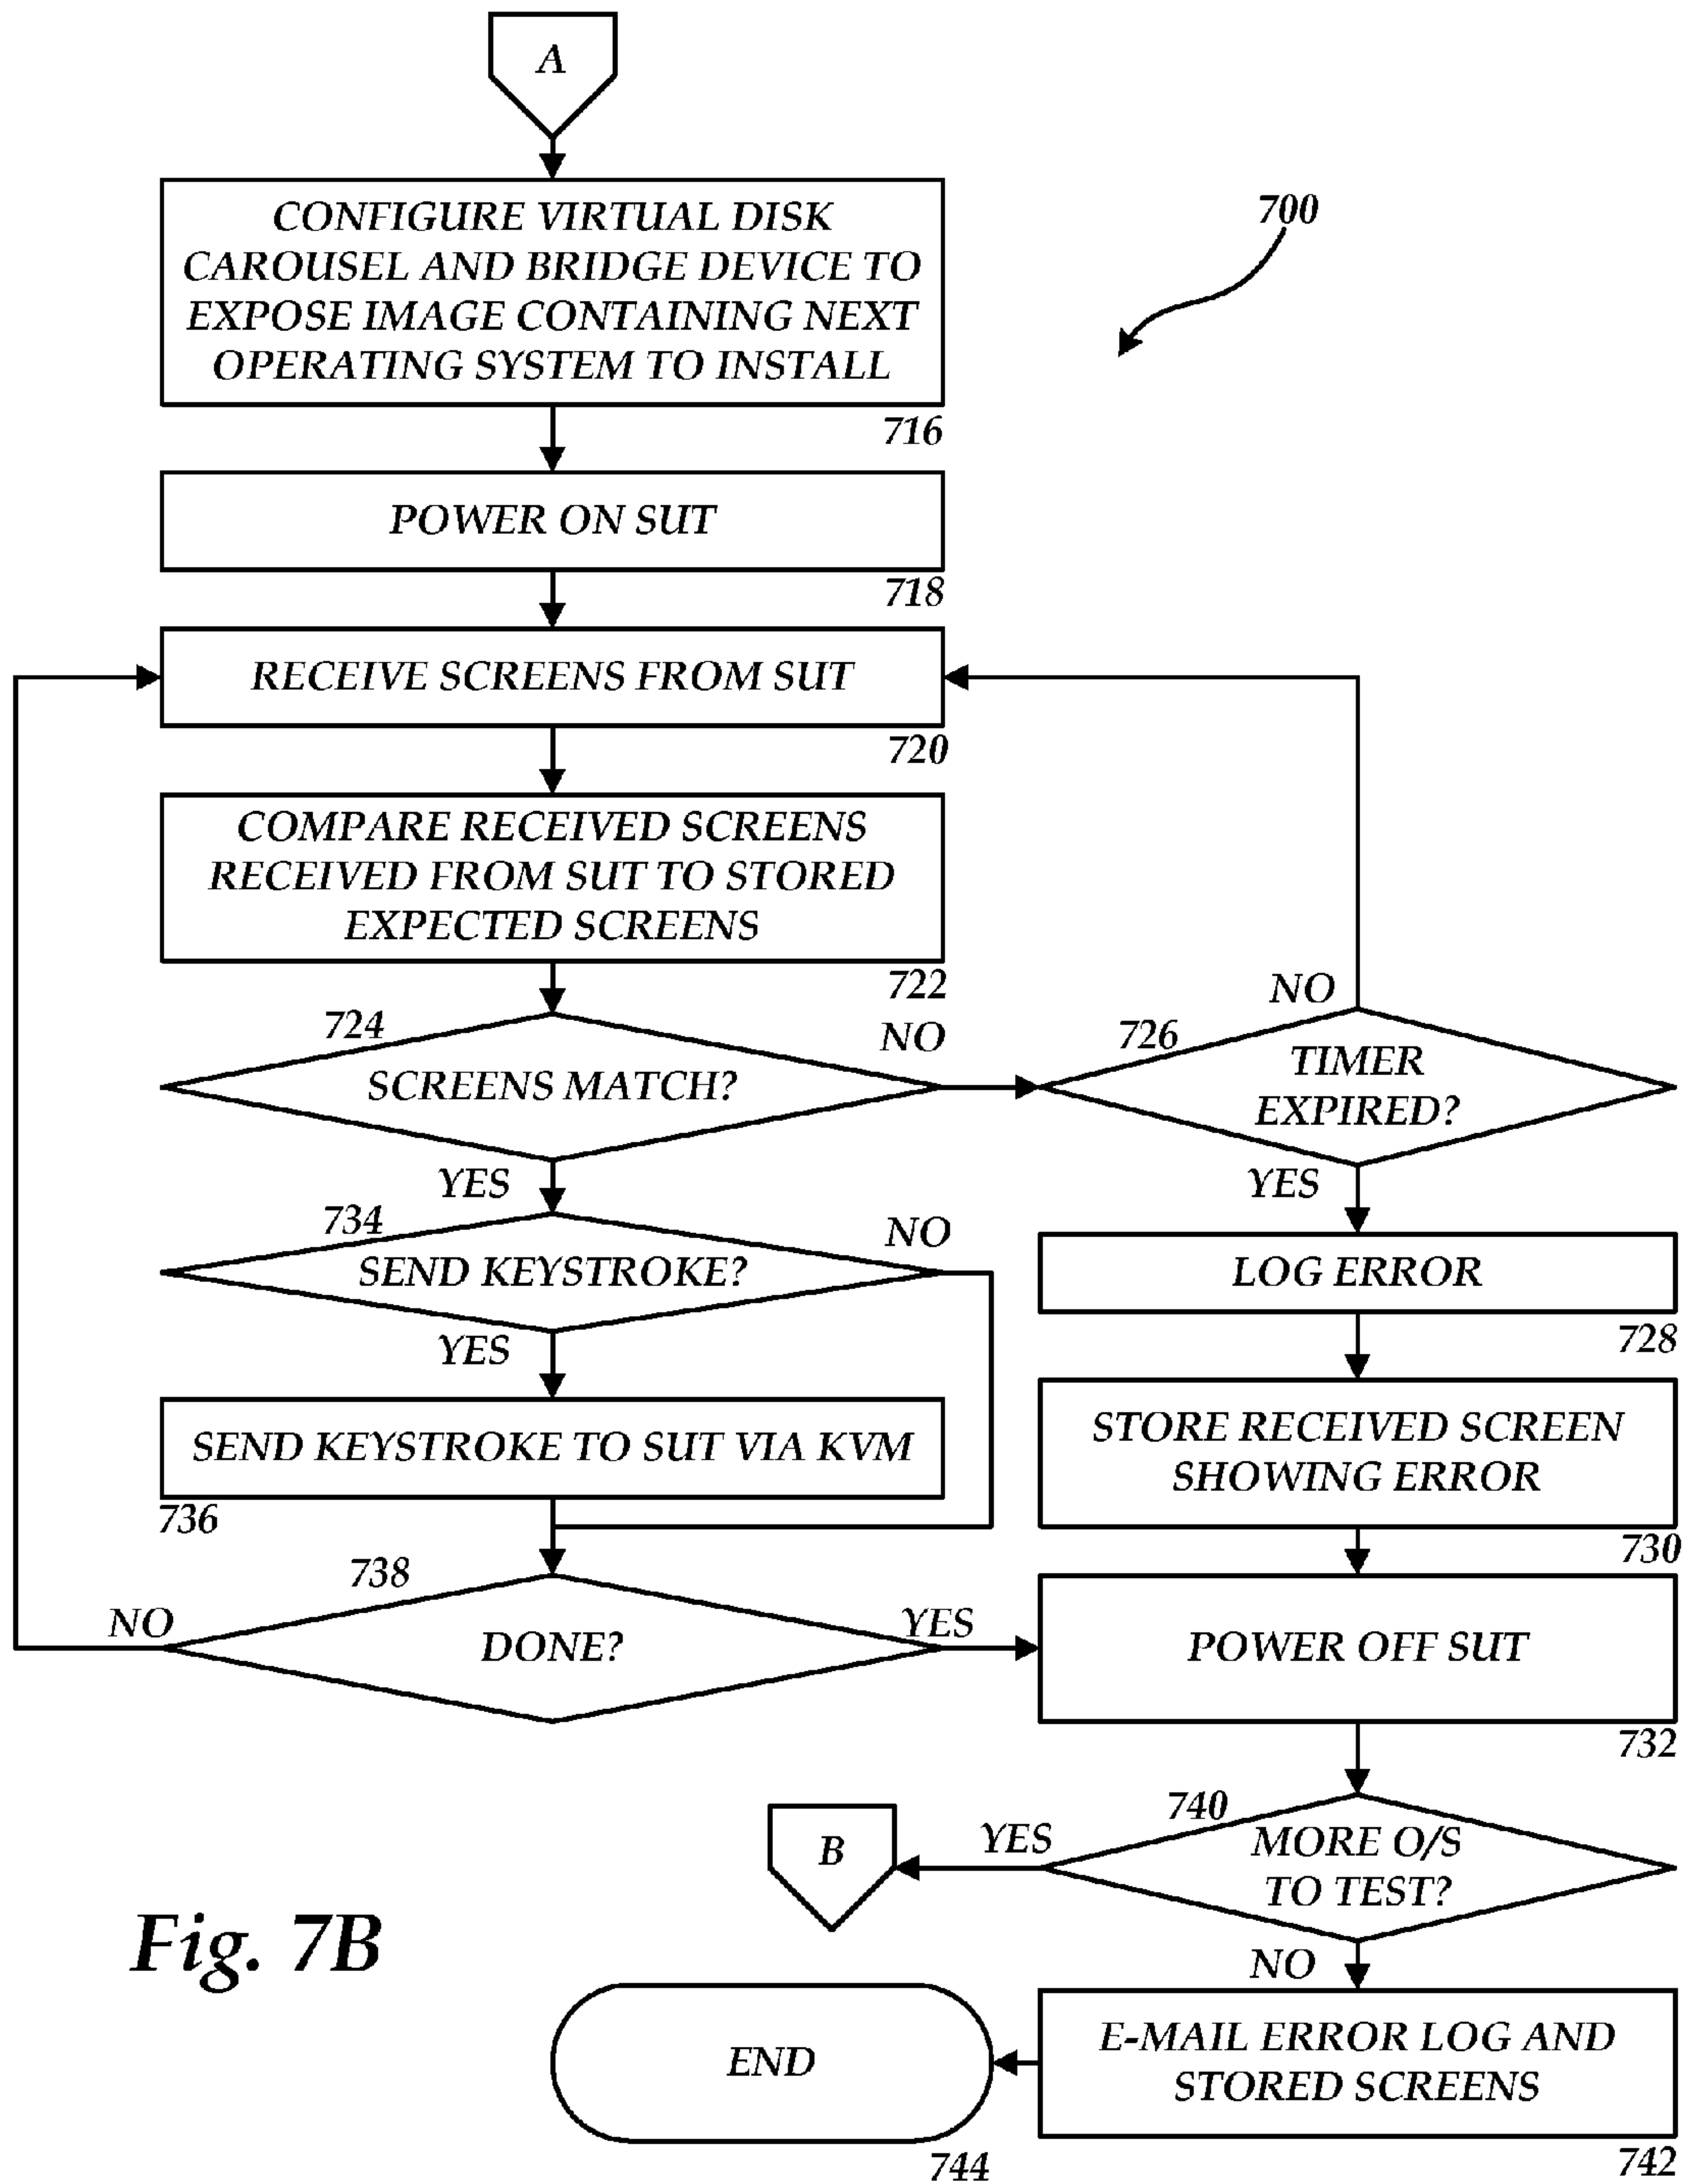 A
CONFIGURE VIRTUAL DISK
CAROUSEL AND BRIDGE DEVICE TO
EXPOSE IMAGE CONTAINING NEXT
OPERATING SYSTEM TO INSTALL
716
700
POWER ON SUT
718
RECEIVE SCREENS FROM SUT
720
COMPARE RECEIVED SCREENS
RECEIVED FROM SUT TO STORED
EXPECTED SCREENS
722
724
SCREENS MATCH?
NO
YES
726
TIMER
EXPIRED?
NO
YES
734
SEND KEYSTROKE?
NO
YES
LOG ERROR
728
SEND KEYSTROKE TO SUT VIA KVM
736
STORE RECEIVED SCREEN
SHOWING ERROR
730
738
DONE?
NO
YES
POWER OFF SUT
732
740
MORE O/S
TO TEST?
YES
B
NO
Fig. 7B
E-MAIL ERROR LOG AND
STORED SCREENS
742
END
744